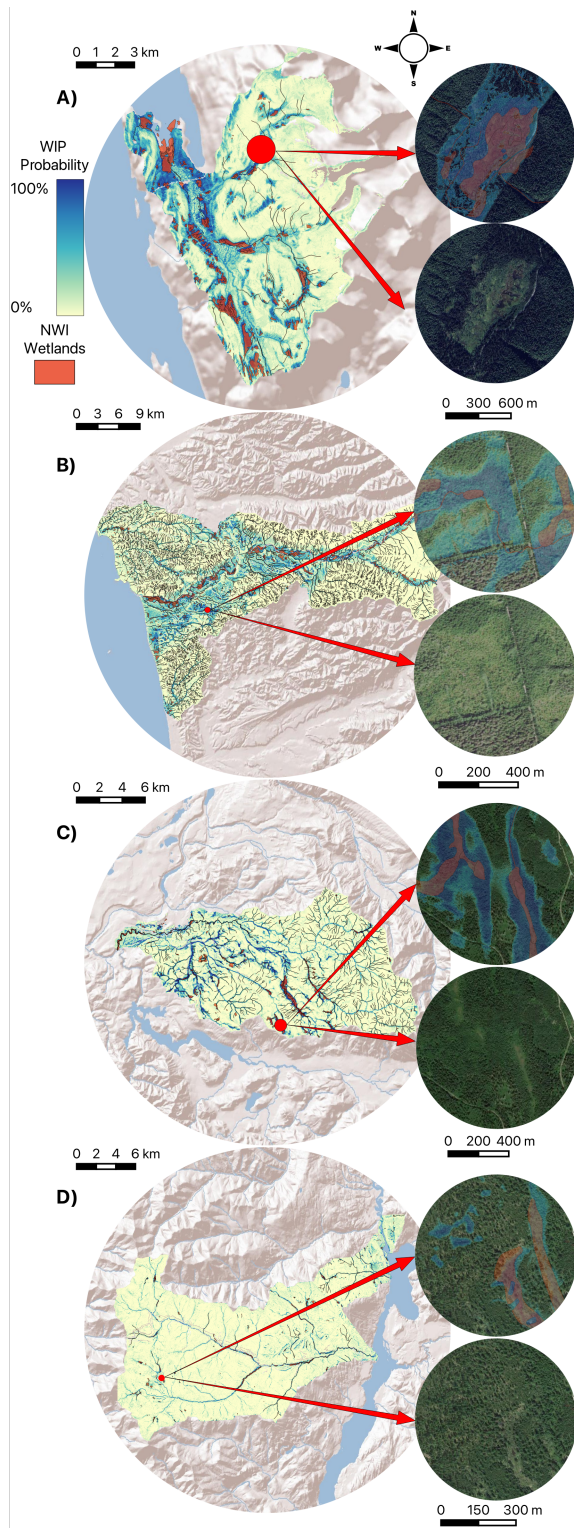 N
W E
S
0 1 2 3 km
A)
WIP
Probability
100%
0%
NWI
Wetlands
0 300 600 m
0 3 6 9 km
B)
0 200 400 m
0 2 4 6 km
C)
0 200 400 m
0 2 4 6 km
D)
0 150 300 m